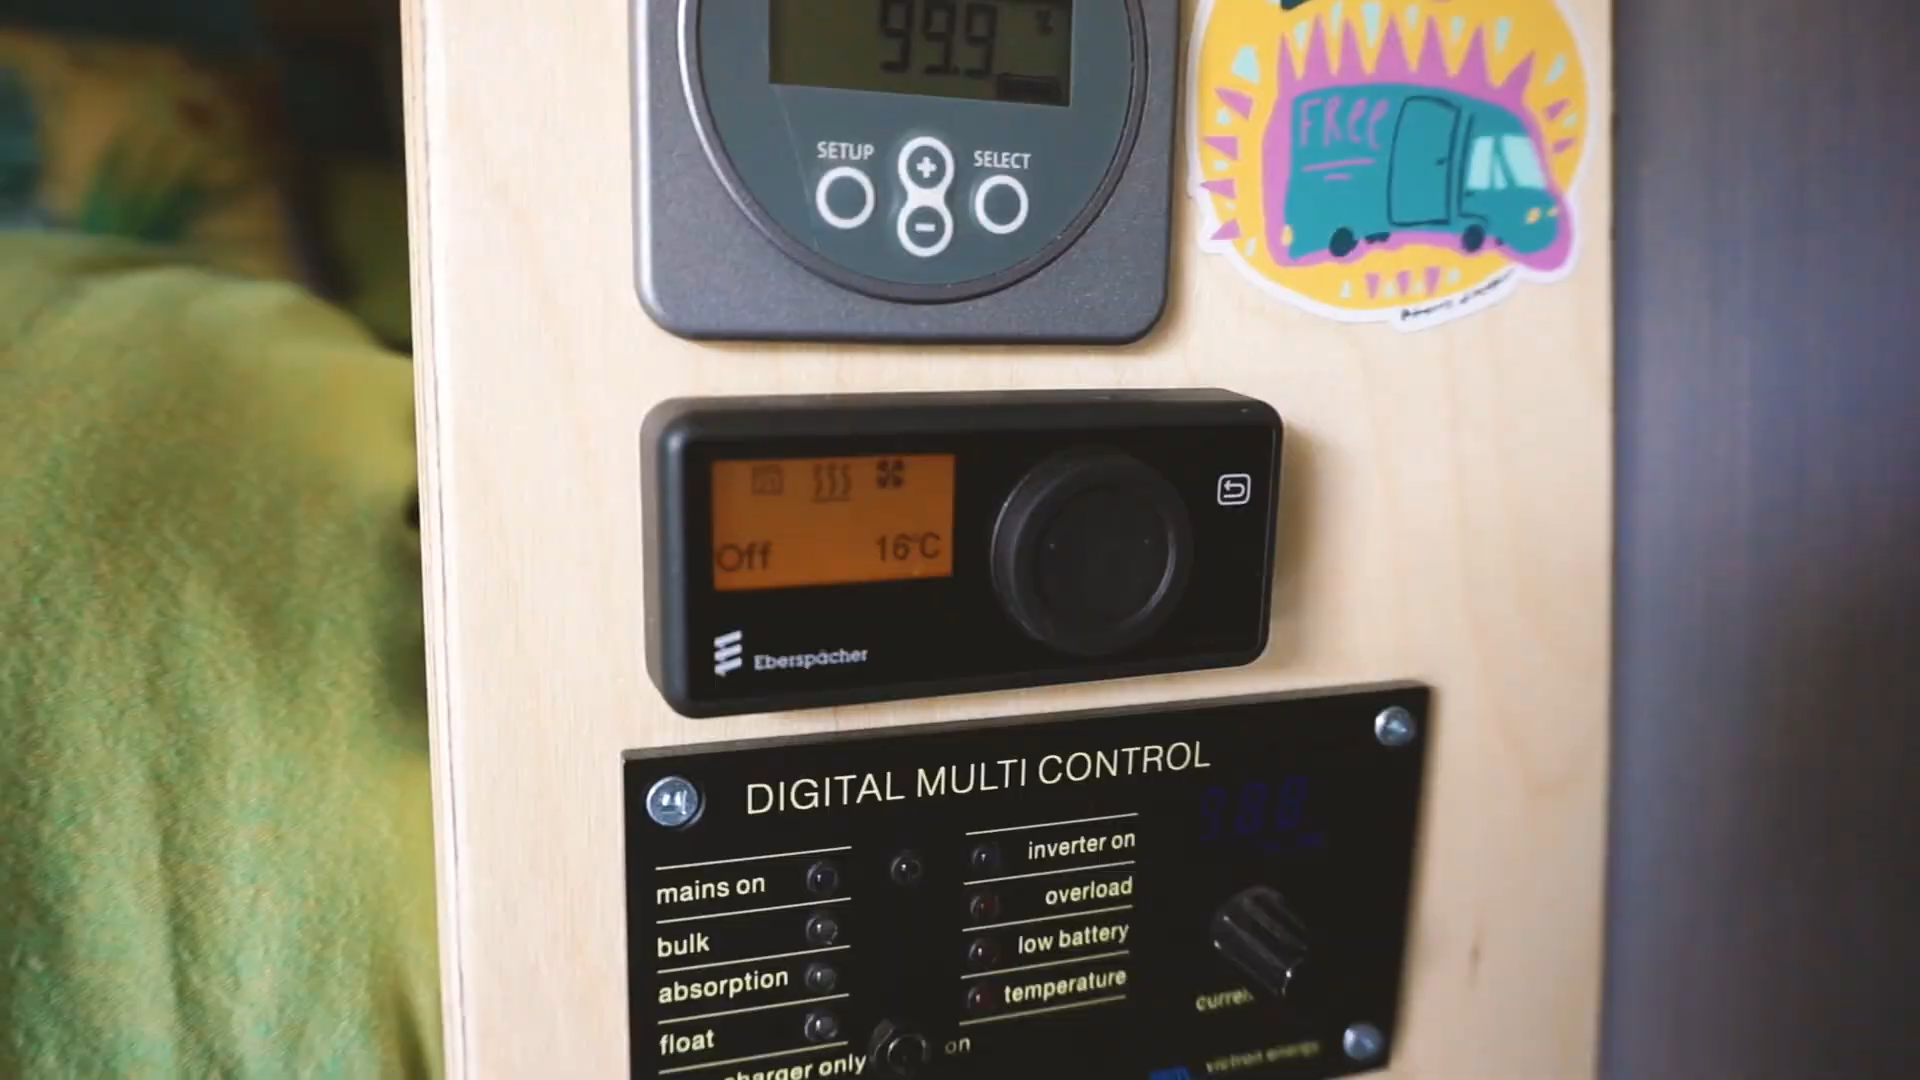 99.9 %
SETUP
SELECT
+
-
FREE
Off 16°C
Eberspächer
DIGITAL MULTI CONTROL
mains on
bulk
absorption
float
charger only
inverter on
overload
low battery
temperature
on
victron energy